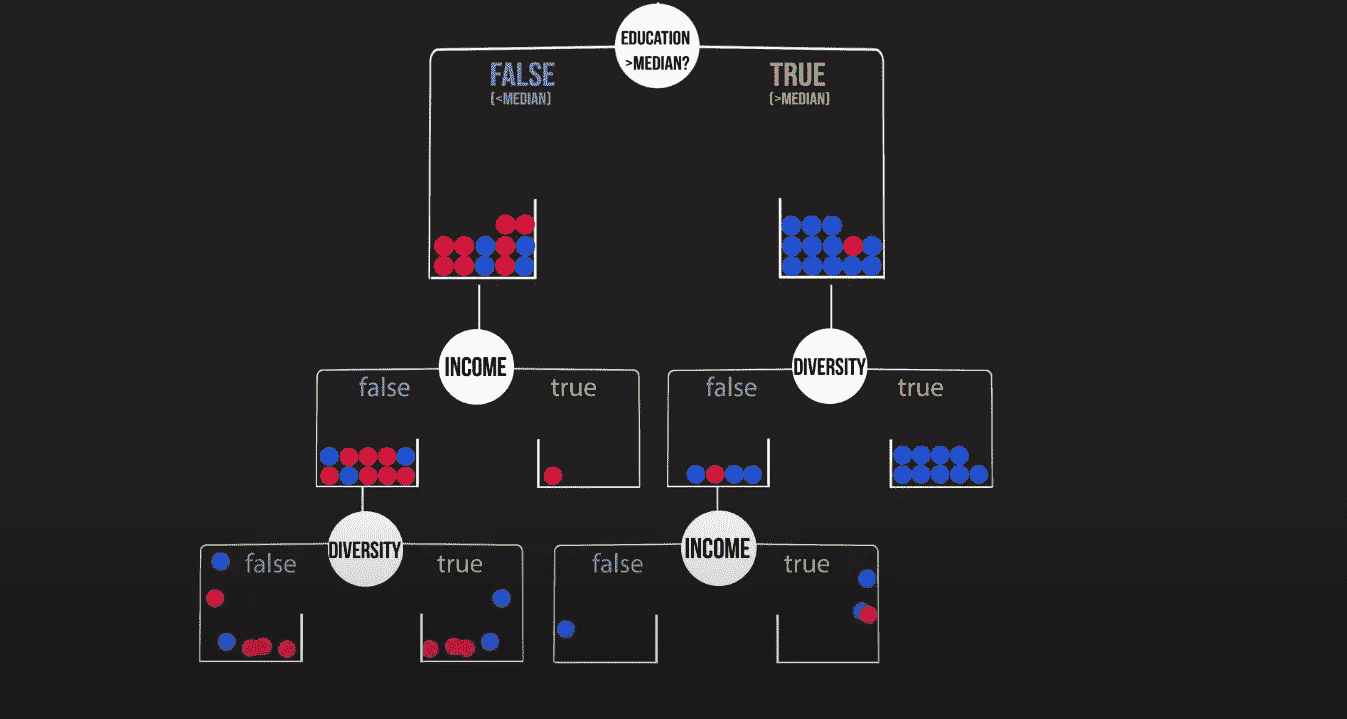 EDUCATION
>MEDIAN?
FALSE
(<MEDIAN)
TRUE
(>MEDIAN)
INCOME
false
true
DIVERSITY
false
true
DIVERSITY
false
true
INCOME
false
true